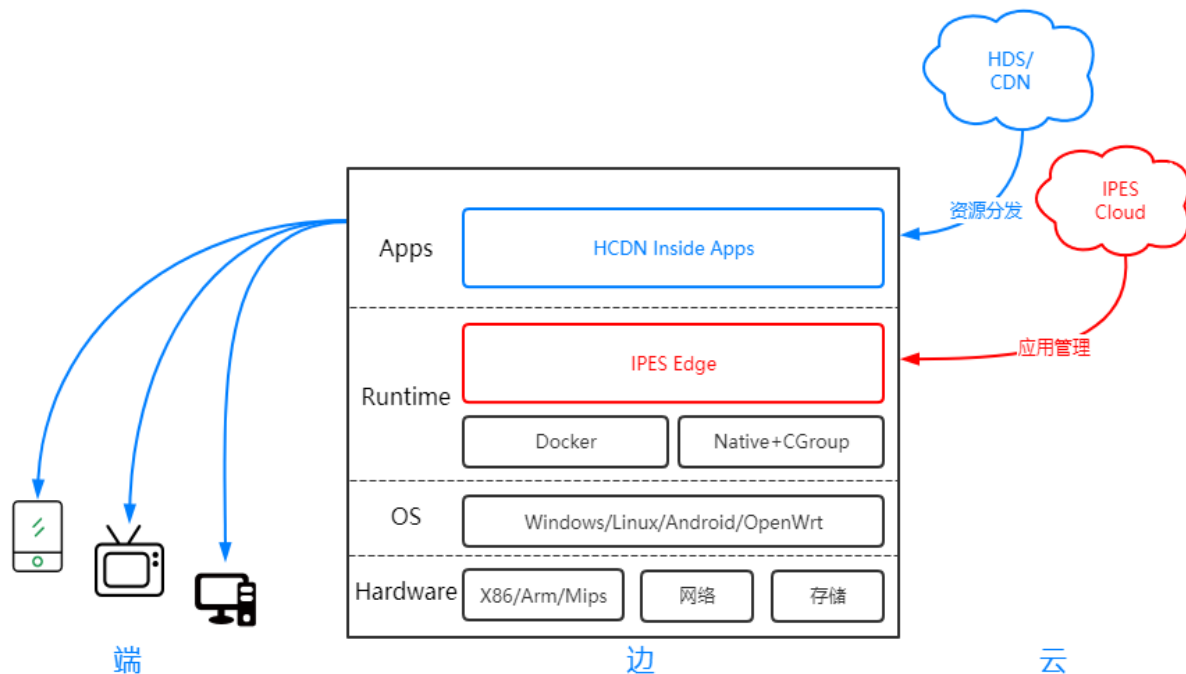 HDS/
CDN
IPES
Cloud
资源分发
应用管理
Apps
HCDN Inside Apps
Runtime
IPES Edge
Docker
Native+CGroup
OS
Windows/Linux/Android/OpenWrt
Hardware
X86/Arm/Mips
网络
存储
端
边
云